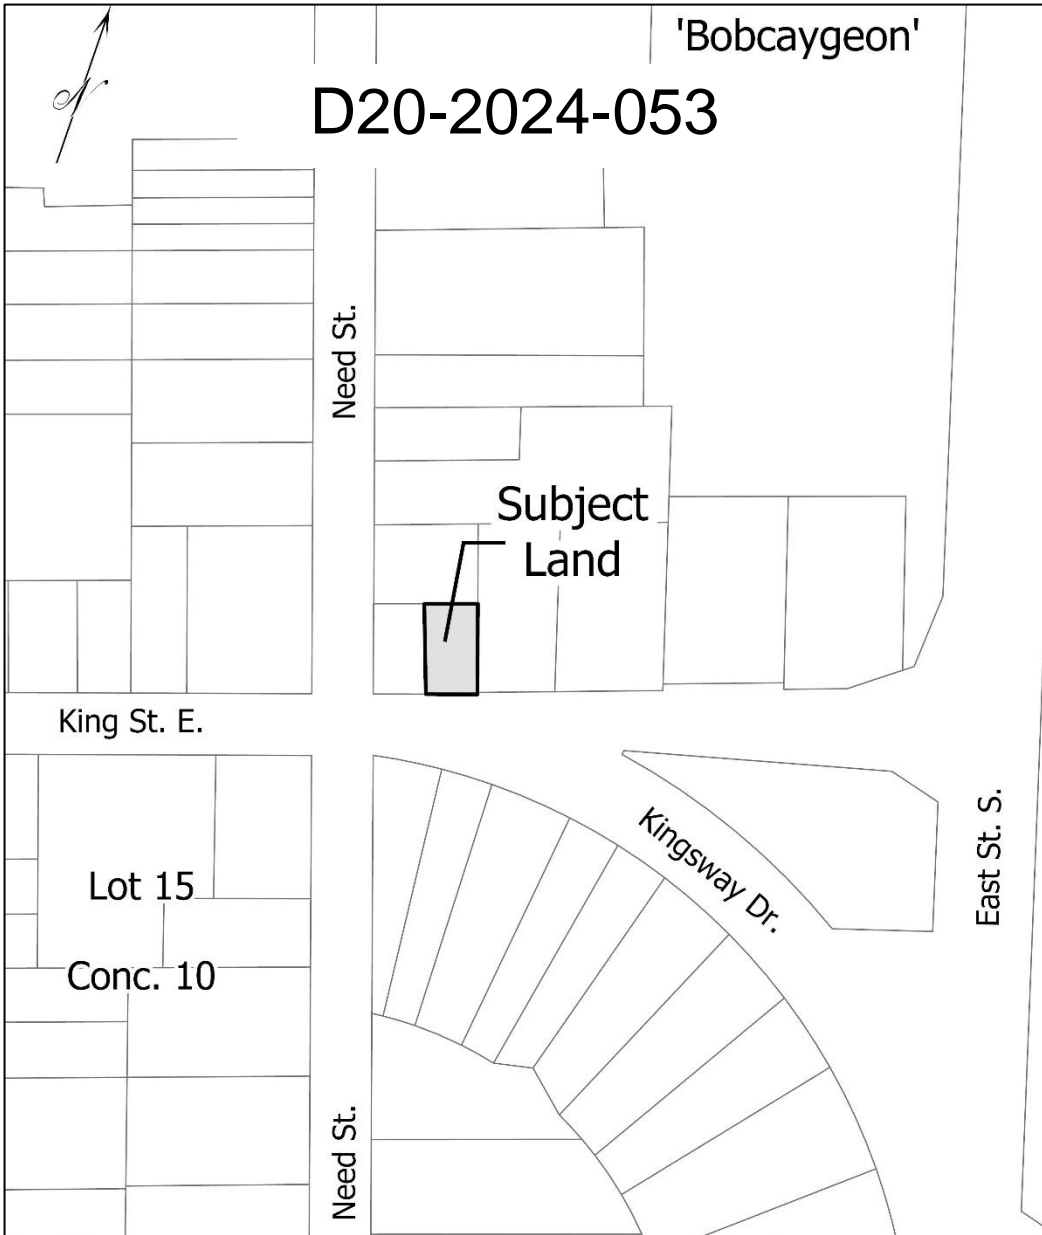 'Bobcaygeon'
D20-2024-053
Need St.
Subject
Land
King St. E.
Kingsway Dr.
East St. S.
Lot 15
Conc. 10
Need St.